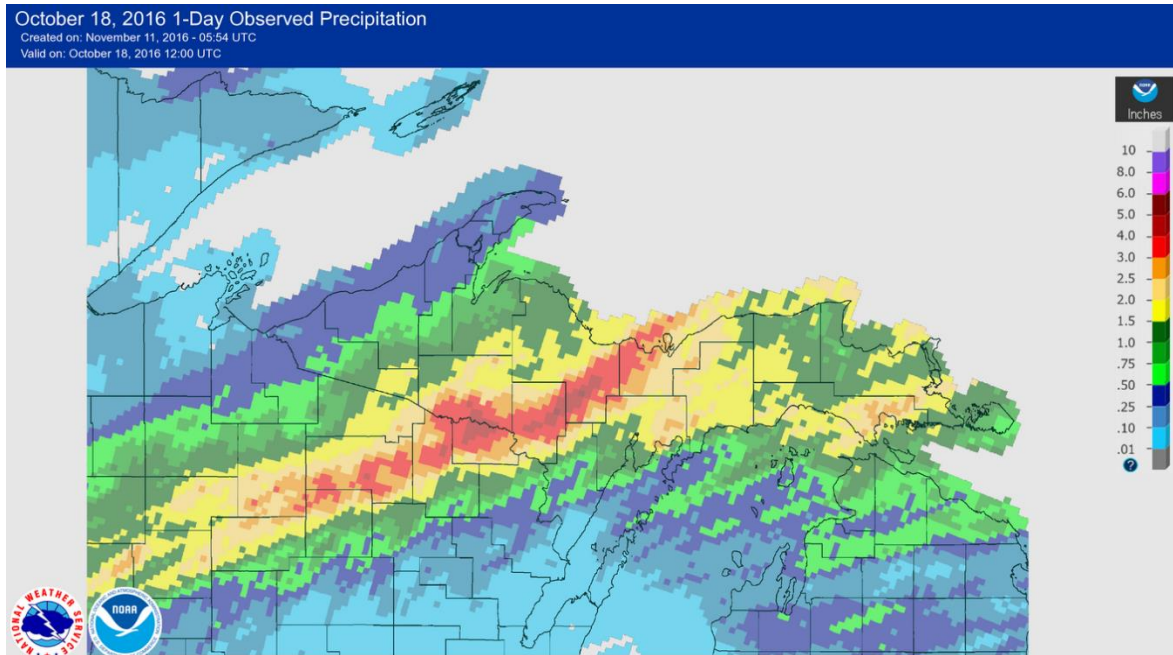 October 18, 2016 1-Day Observed Precipitation
Created on: November 11, 2016 - 05:54 UTC
Valid on: October 18, 2016 12:00 UTC
NOAA
Inches
10
8.0
6.0
5.0
4.0
3.0
2.5
2.0
1.5
1.0
.75
.50
.25
.10
.01
?
NATIONAL WEATHER SERVICE
NOAA